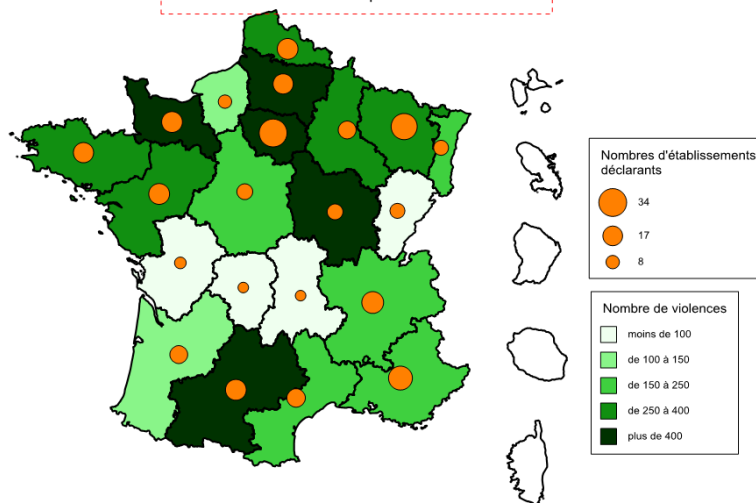 Nombres d'établissements
déclarants
34
17
8
Nombre de violences
moins de 100
de 100 à 150
de 150 à 250
de 250 à 400
plus de 400